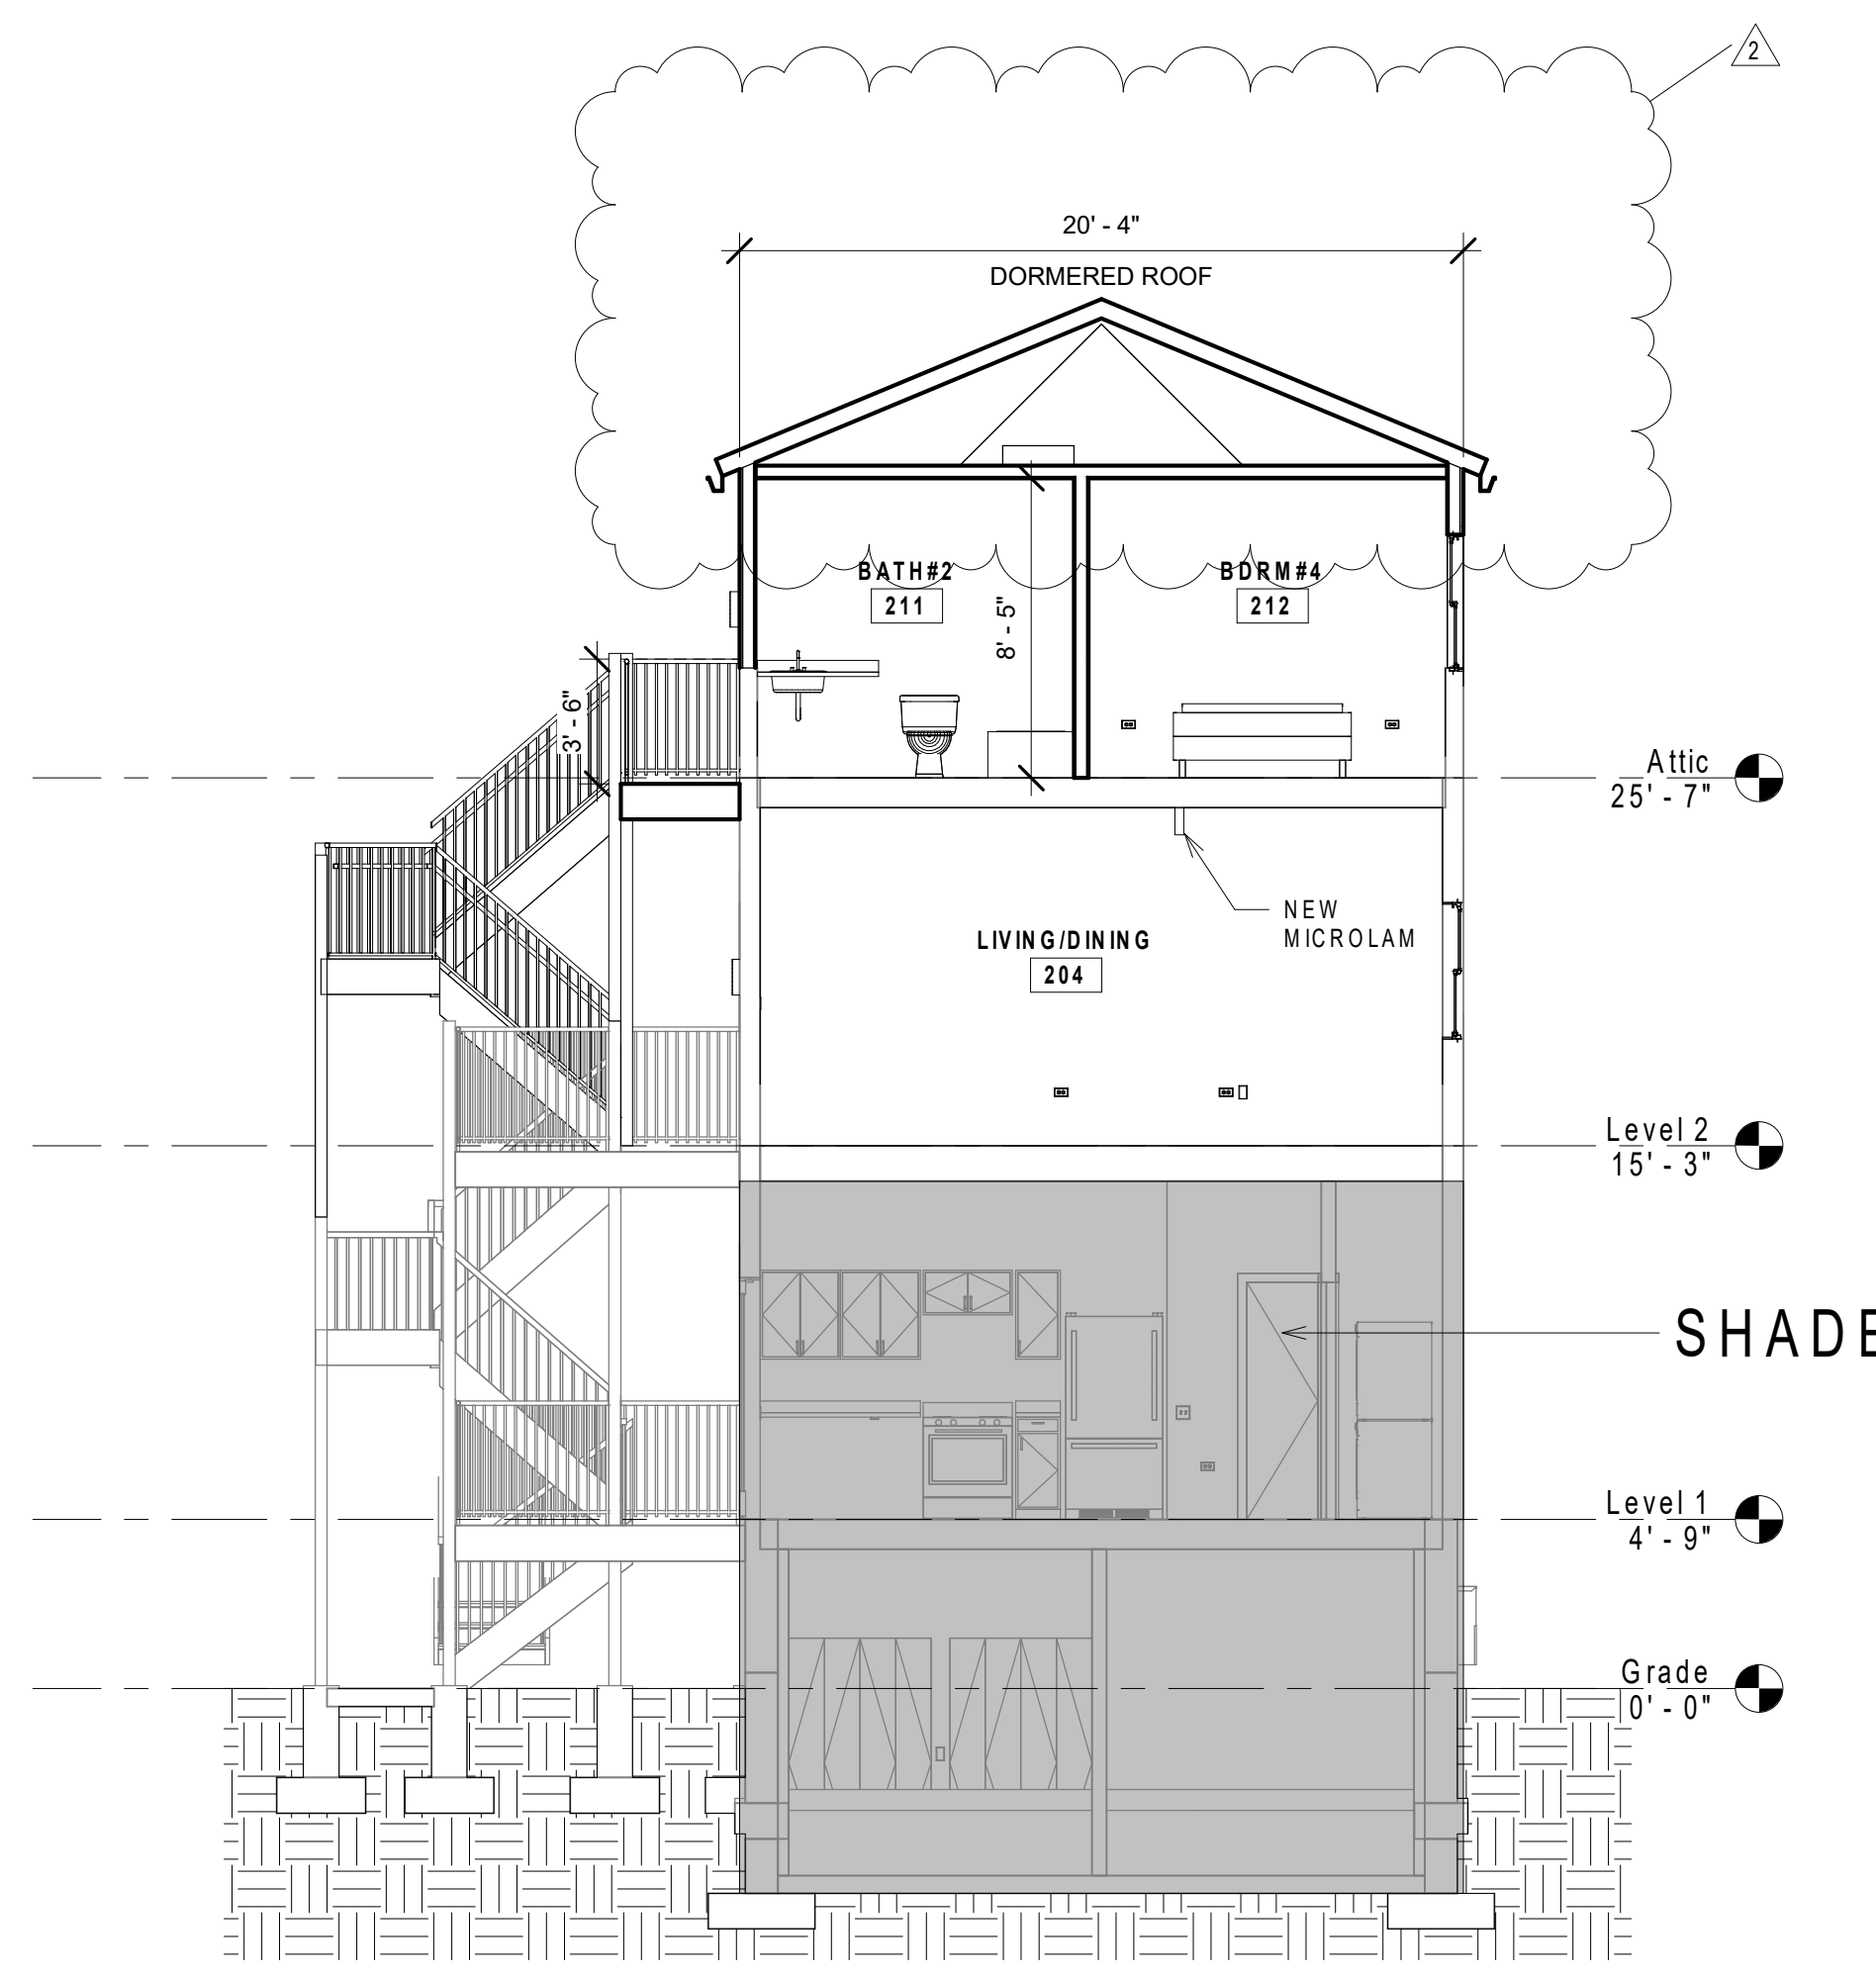 2
20' - 4"
DORMERED ROOF
BATH#2
211
BDRM#4
212
8' - 5"
3' - 6"
Attic
25' - 7"
NEW
MICROLAM
LIVING/DINING
204
Level 2
15' - 3"
SHADE
Level 1
4' - 9"
Grade
0' - 0"